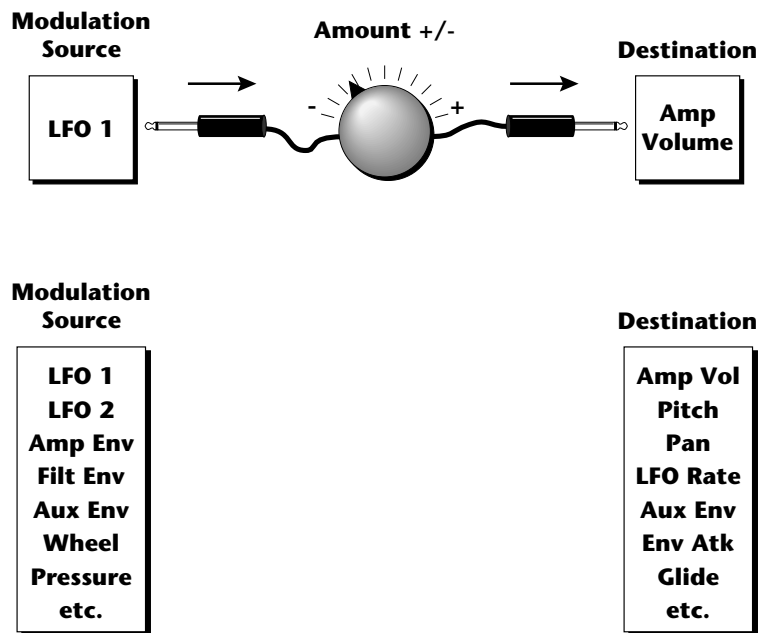 Modulation
Source
Amount +/-
Destination
LFO 1
- +
Amp
Volume
Modulation
Source
LFO 1
LFO 2
Amp Env
Filt Env
Aux Env
Wheel
Pressure
etc.
Destination
Amp Vol
Pitch
Pan
LFO Rate
Aux Env
Env Atk
Glide
etc.